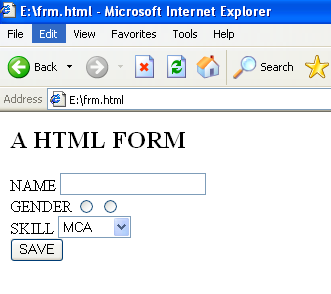 E:\frm.html - Microsoft Internet Explorer
File Edit View Favorites Tools Help
Back Search
Address E:\frm.html
A HTML FORM
NAME
GENDER
SKILL MCA
SAVE